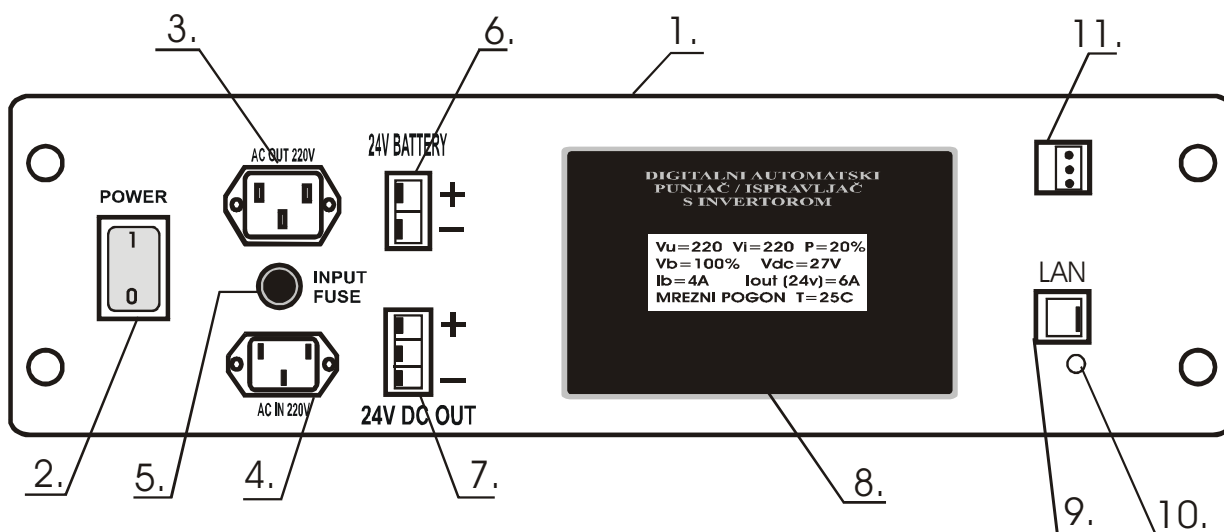 3.
6.
1.
11.
AC OUT 220V
24V BATTERY
+
−
POWER
1
0
INPUT
FUSE
AC IN 220V
+
−
24V DC OUT
DIGITALNI AUTOMATSKI
PUNJAČ / ISPRAVLJAČ
S INVERTOROM
Vu=220 Vi=220 P=20%
Vb=100% Vdc=27V
Ib=4A Iout (24v)=6A
MREZNI POGON T=25C
LAN
2.
5.
4.
7.
8.
9.
10.